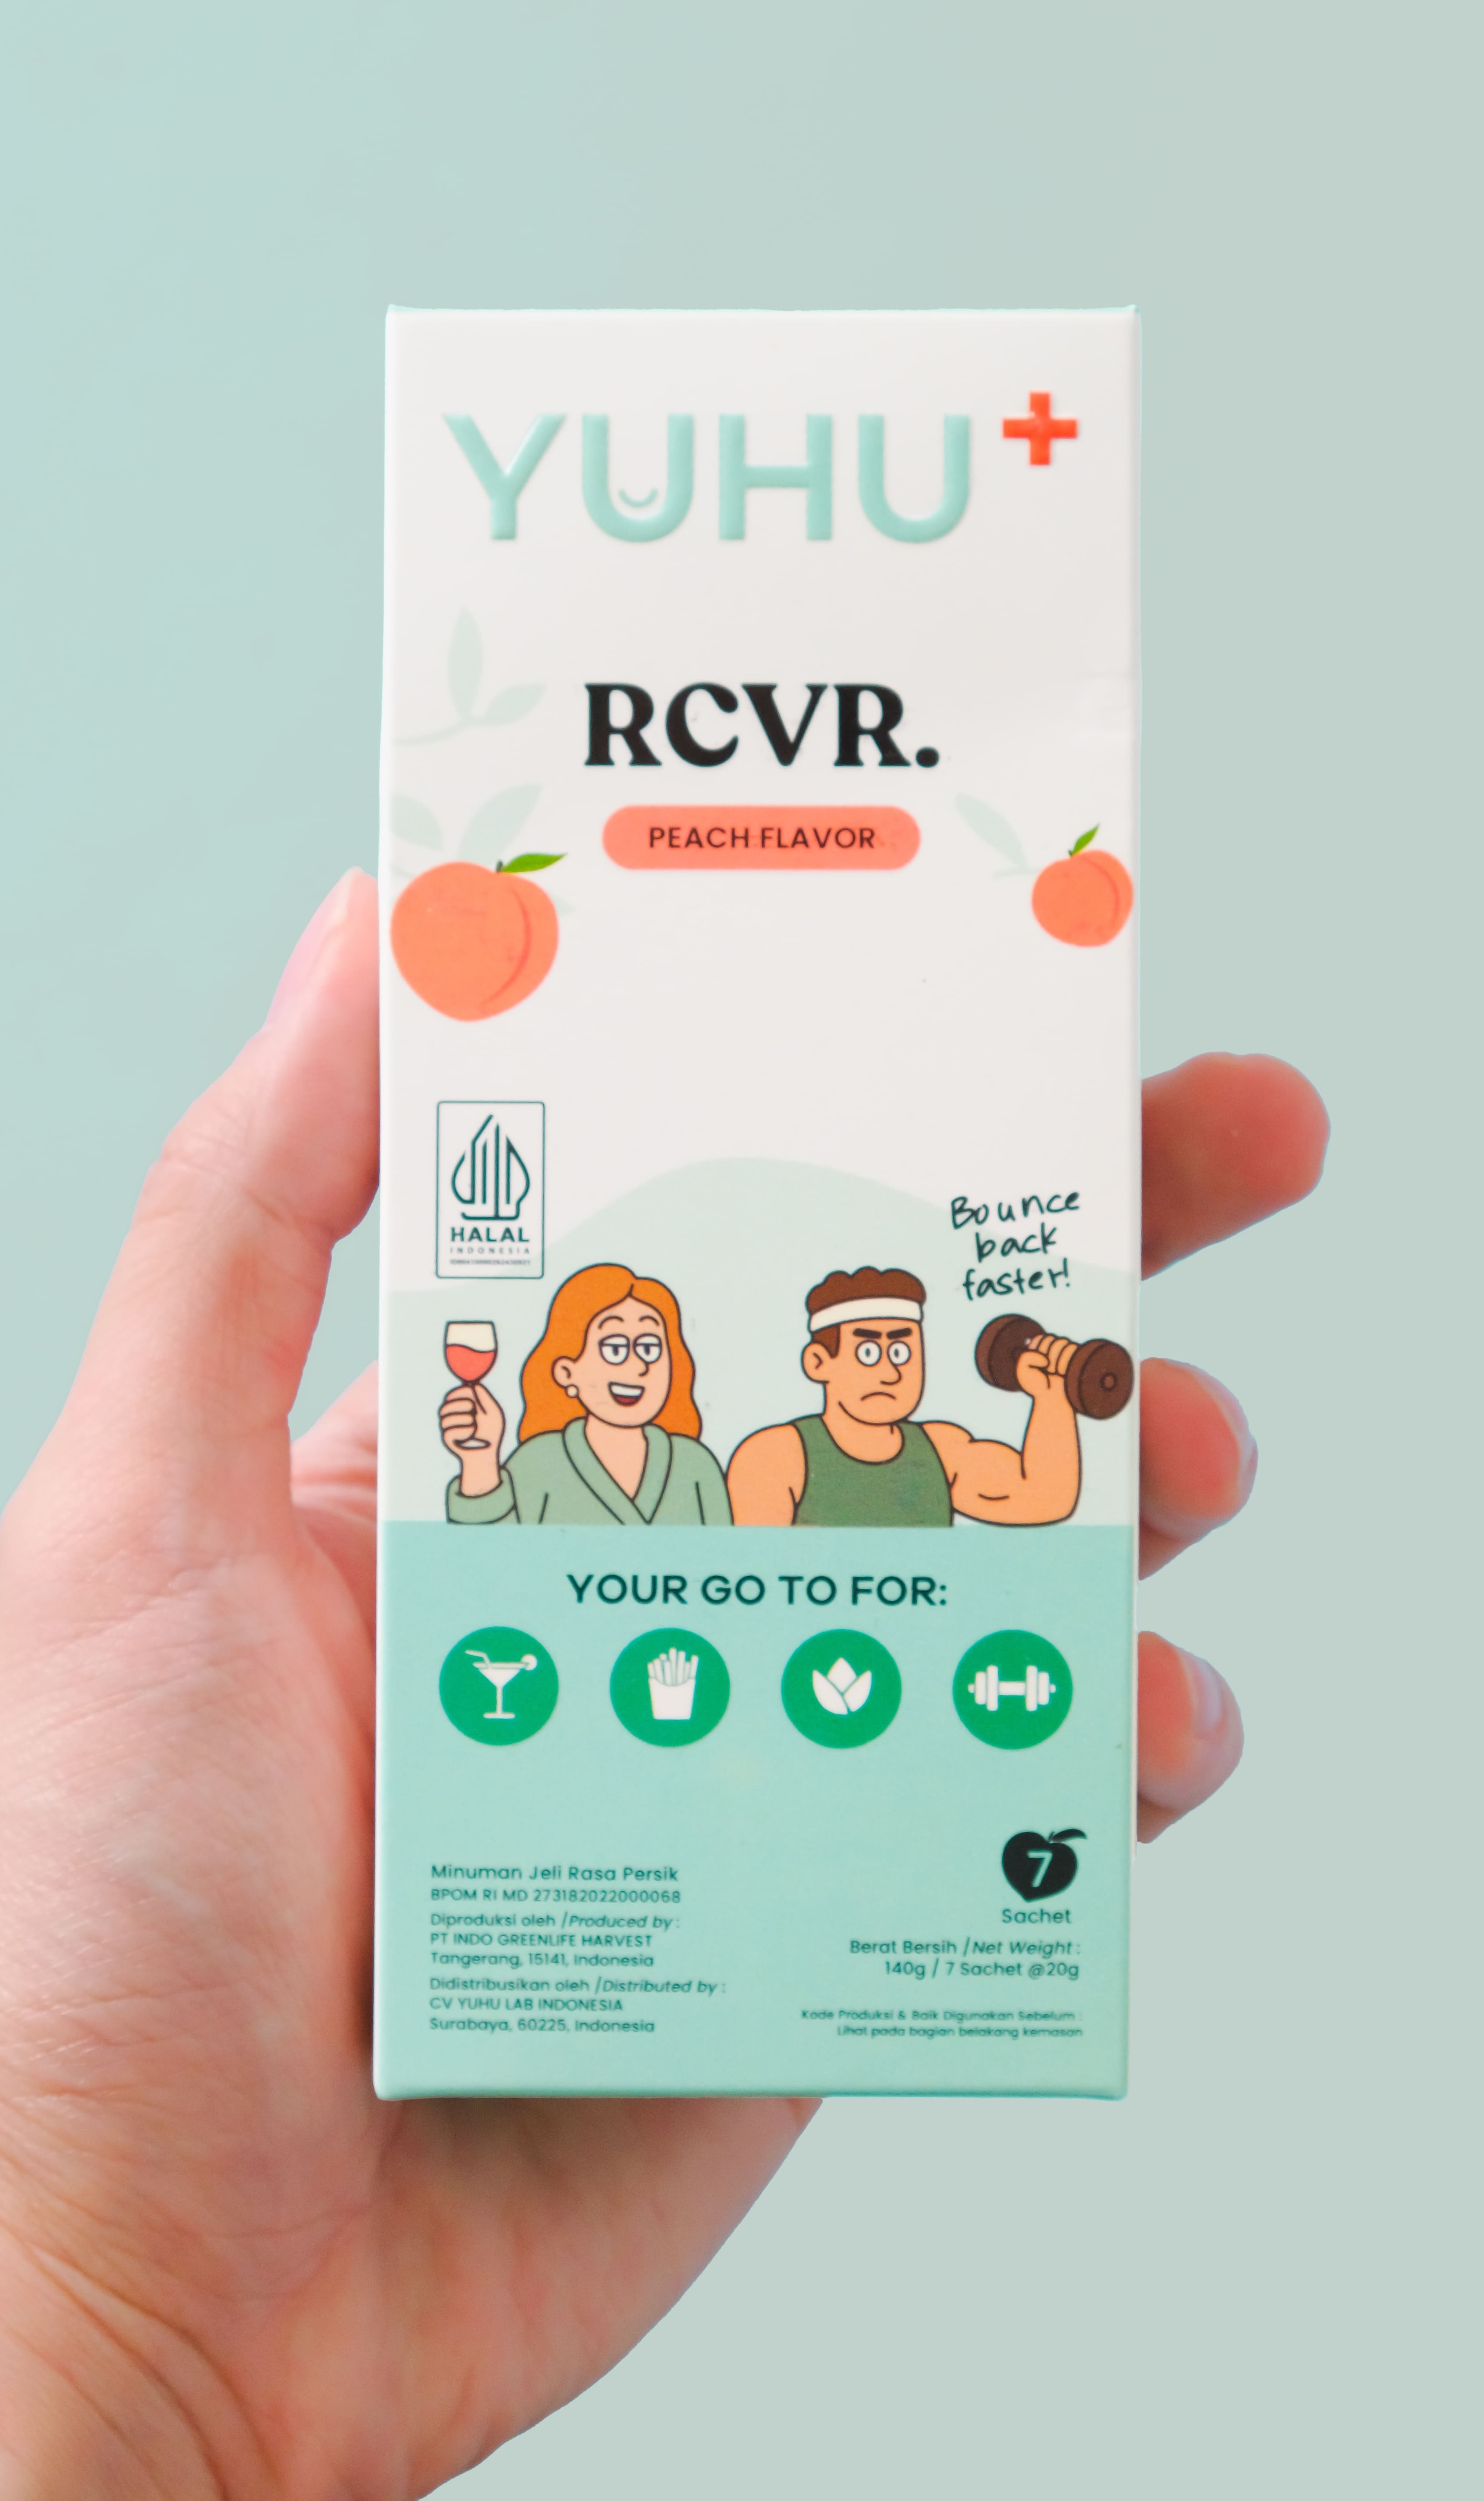 YUHU+
RCVR.
PEACH FLAVOR
HALAL
INDONESIA
Bounce
back
faster!
YOUR GO TO FOR:
7
Sachet
Minuman Jeli Rasa Persik
BPOM RI MD 273182022000068
Diproduksi oleh /Produced by :
PT INDO GREENLIFE HARVEST
Tangerang, 15141, Indonesia
Didistribusikan oleh /Distributed by :
CV YUHU LAB INDONESIA
Surabaya, 60225, Indonesia
Berat Bersih /Net Weight :
140g / 7 Sachet @20g
Kode Produksi & Baik Digunakan Sebelum :
Lihat pada bagian belakang kemasan